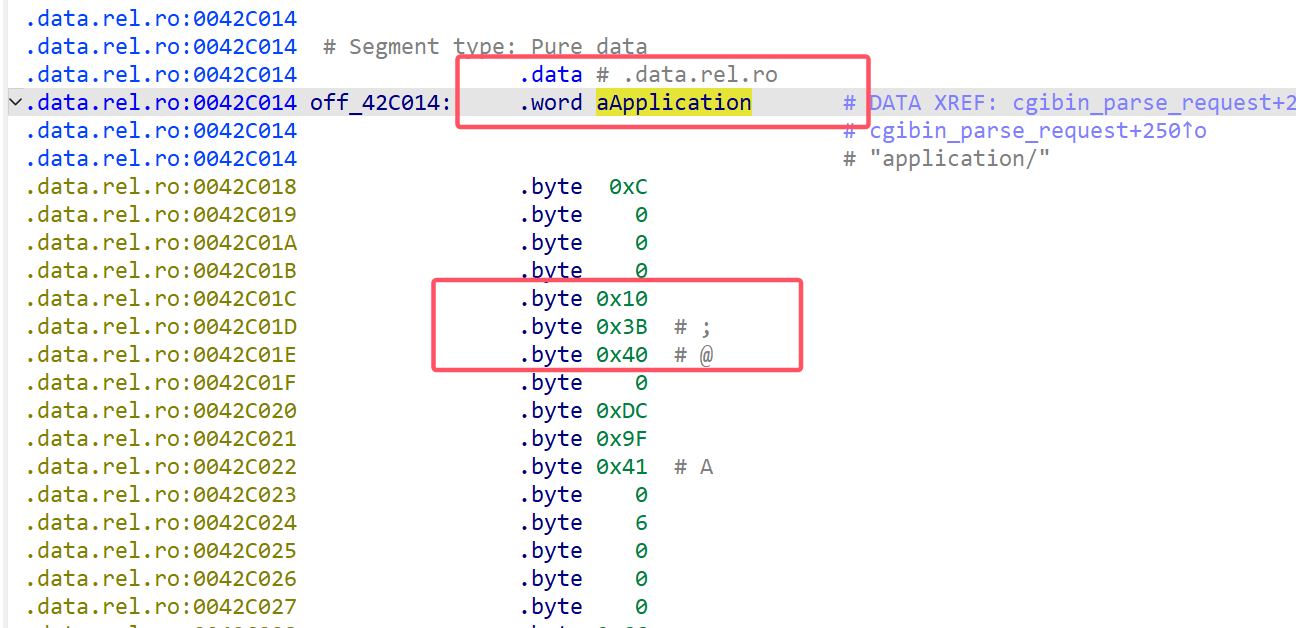 .data.rel.ro:0042C014
.data.rel.ro:0042C014 # Segment type: Pure data
.data.rel.ro:0042C014 .data # .data.rel.ro
.data.rel.ro:0042C014 off_42C014: .word aApplication # DATA XREF: cgibin_parse_request+2
.data.rel.ro:0042C014 # cgibin_parse_request+250↑o
.data.rel.ro:0042C014 # "application/"
.data.rel.ro:0042C018 .byte 0xC
.data.rel.ro:0042C019 .byte 0
.data.rel.ro:0042C01A .byte 0
.data.rel.ro:0042C01B .byte 0
.data.rel.ro:0042C01C .byte 0x10
.data.rel.ro:0042C01D .byte 0x3B # ;
.data.rel.ro:0042C01E .byte 0x40 # @
.data.rel.ro:0042C01F .byte 0
.data.rel.ro:0042C020 .byte 0xDC
.data.rel.ro:0042C021 .byte 0x9F
.data.rel.ro:0042C022 .byte 0x41 # A
.data.rel.ro:0042C023 .byte 0
.data.rel.ro:0042C024 .byte 6
.data.rel.ro:0042C025 .byte 0
.data.rel.ro:0042C026 .byte 0
.data.rel.ro:0042C027 .byte 0